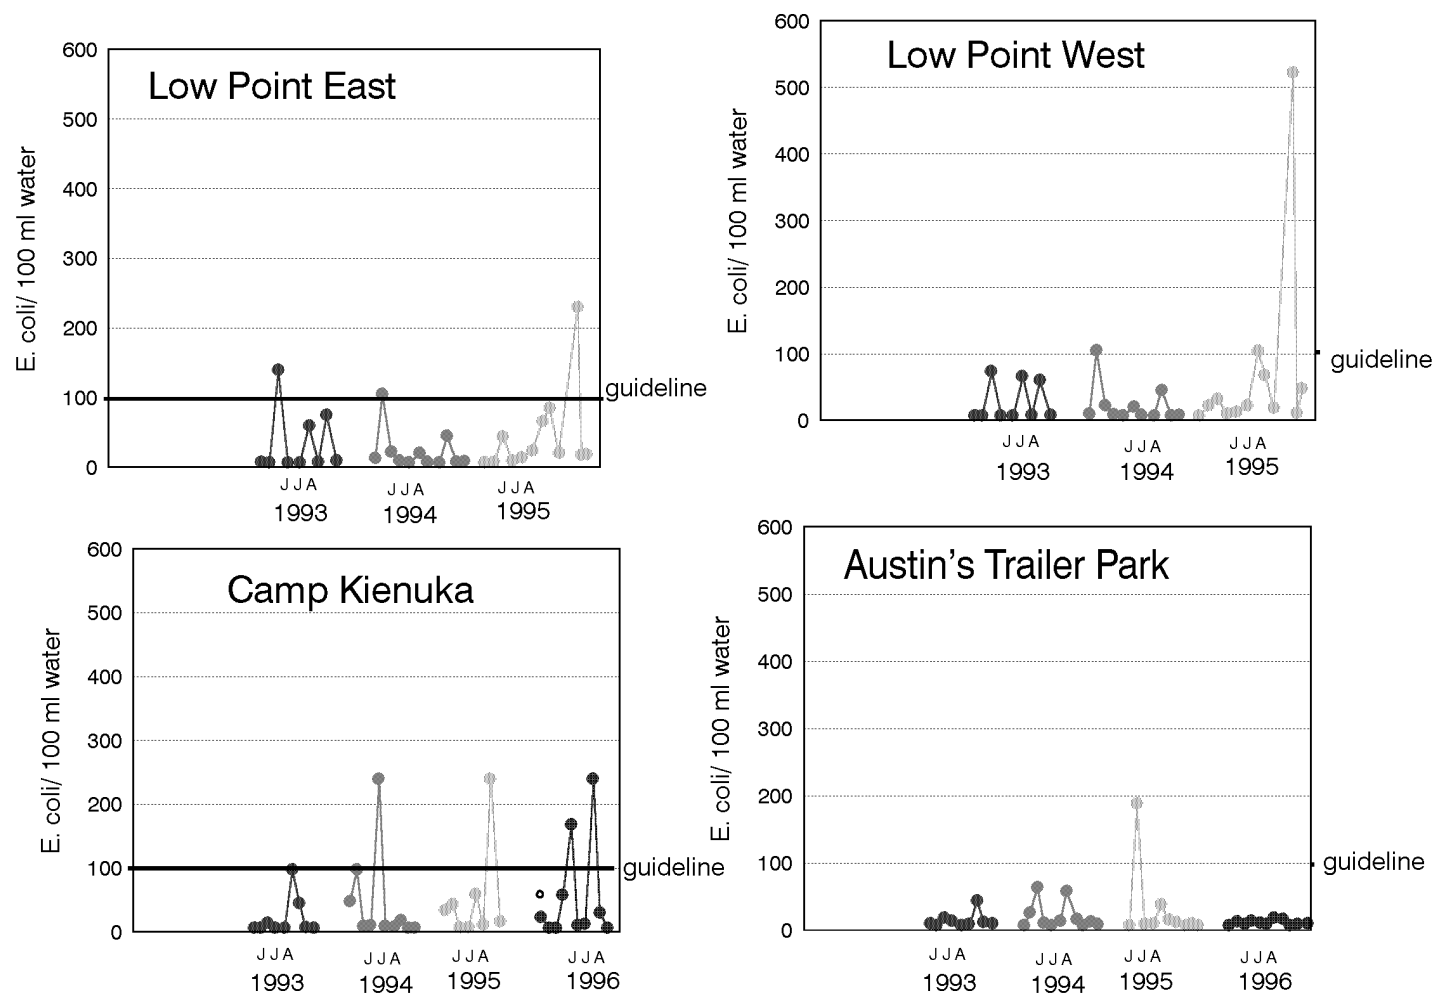 Low Point East
E. coli/ 100 ml water
600
500
400
300
200
100
0
guideline
J J A
1993
J J A
1994
J J A
1995
Low Point West
E. coli/ 100 ml water
600
500
400
300
200
100
0
guideline
J J A
1993
J J A
1994
J J A
1995
Camp Kienuka
E. coli/ 100 ml water
600
500
400
300
200
100
0
guideline
J J A
1993
J J A
1994
J J A
1995
J J A
1996
Austin's Trailer Park
E. coli/ 100 ml water
600
500
400
300
200
100
0
guideline
J J A
1993
J J A
1994
J J A
1995
J J A
1996